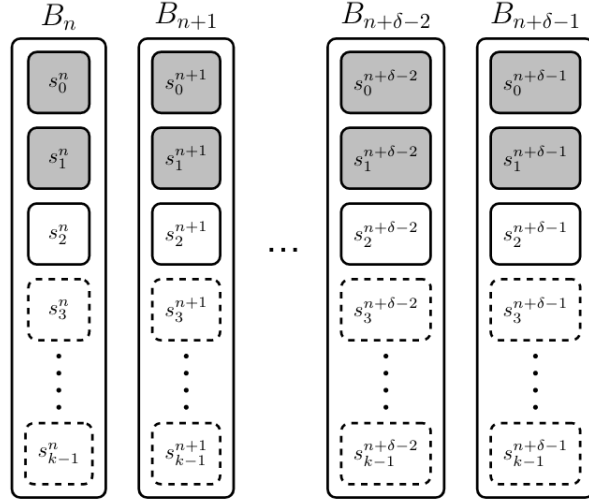 B_n B_{n+1} B_{n+δ-2} B_{n+δ-1}
s_0^n s_0^{n+1} s_0^{n+δ-2} s_0^{n+δ-1}
s_1^n s_1^{n+1} s_1^{n+δ-2} s_1^{n+δ-1}
s_2^n s_2^{n+1} ... s_2^{n+δ-2} s_2^{n+δ-1}
s_3^n s_3^{n+1} s_3^{n+δ-2} s_3^{n+δ-1}
s_{k-1}^n s_{k-1}^{n+1} s_{k-1}^{n+δ-2} s_{k-1}^{n+δ-1}